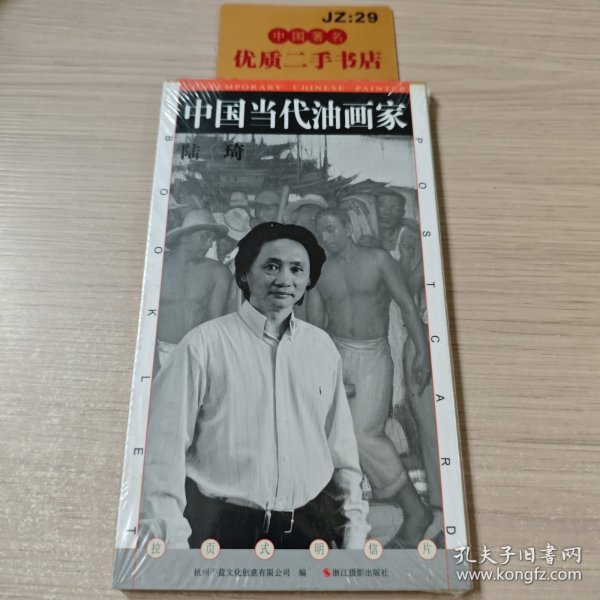 JZ:29
中国著名
优质二手书店
CONTEMPORARY CHINESE PAINTER
中国当代油画家
陆琦
BOOKLET
POSTCARD
拉页式明信片
杭州 蓝文化创意有限公司 编
浙江摄影出版社
孔夫子旧书网
www.kongfz.com